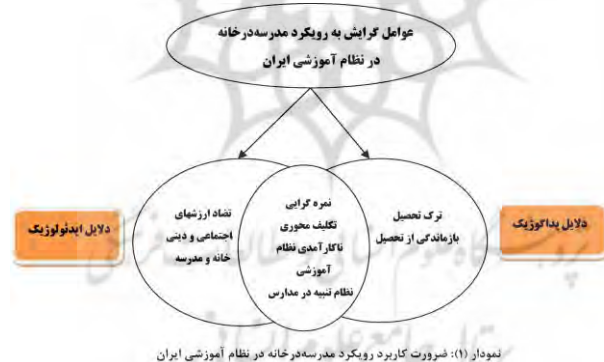 عوامل گرایش به رویکرد مدرسه‌درخانه
در نظام آموزشی ایران
دلایل پداگوژیک
ترک تحصیل
بازماندگی از تحصیل
نمره گرایی
تکلیف محوری
ناکارآمدی نظام
آموزشی
نظام تنبیه در مدارس
تضاد ارزشهای
اجتماعی و دینی
خانه و مدرسه
دلایل ایدئولوژیک
نمودار (۱): ضرورت کاربرد رویکرد مدرسه‌درخانه در نظام آموزشی ایران